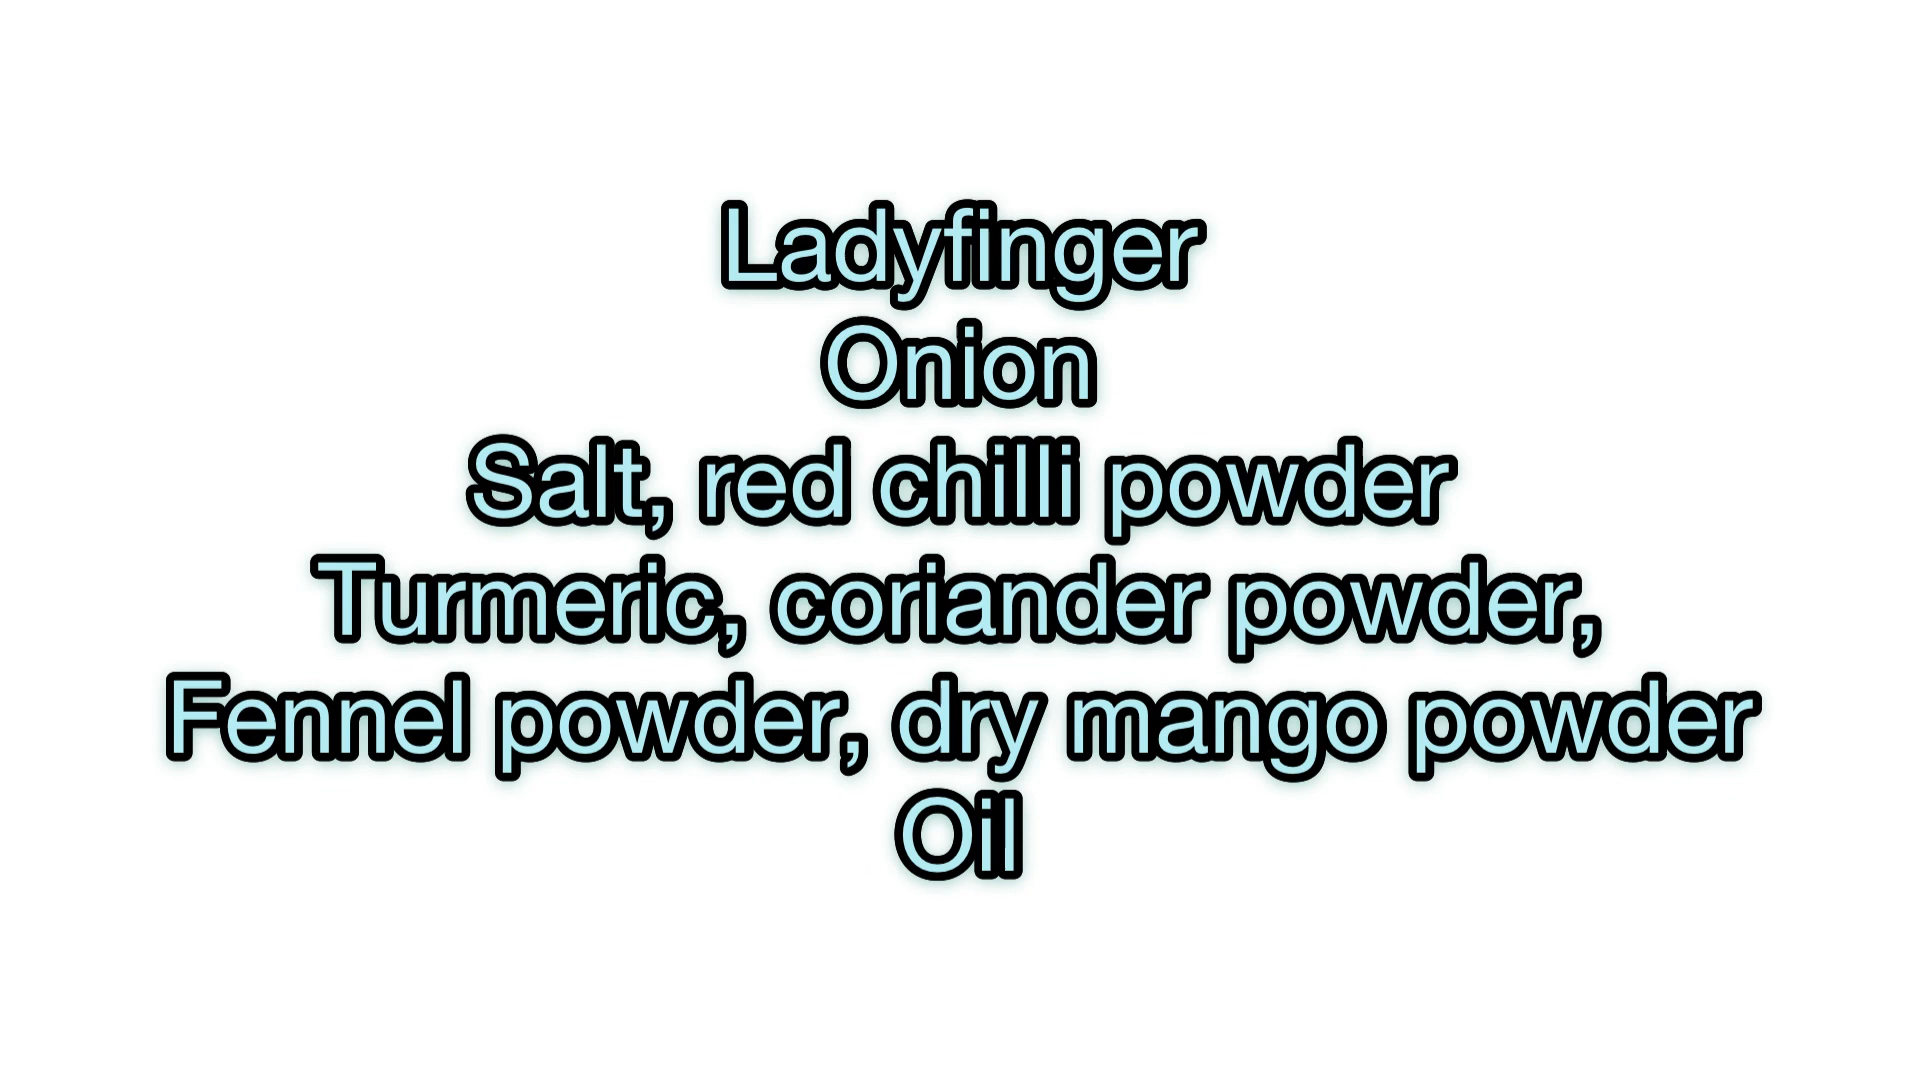 Ladyfinger
Onion
Salt, red chilli powder
Turmeric, coriander powder,
Fennel powder, dry mango powder
Oil